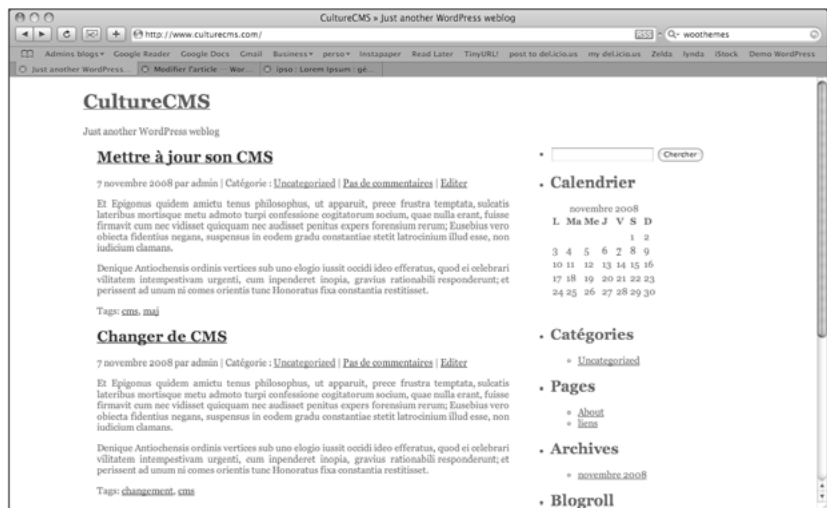 CultureCMS » Just another WordPress weblog
http://www.culturecms.com/ RSS woothemes
Admins blogs Google Reader Google Docs Gmail Business perso Instapaper Read Later TinyURL! post to del.icio.us my del.icio.us Zelda lynda iStock Demo WordPress
Just another WordPress... Modifier l'article — Wor... ipso : Lorem Ipsum : gé...
CultureCMS
Just another WordPress weblog
Mettre à jour son CMS
7 novembre 2008 par admin | Catégorie : Uncategorized | Pas de commentaires | Editer
Et Epigonus quidem amictu tenus philosophus, ut apparuit, prece frustra temptata, sulcatis
lateribus mortisque metu admoto turpi confessione cogitatorum socium, quae nulla erant, fuisse
firmavit cum nec vidisset quicquam nec audisset penitus expers forensium rerum; Eusebius vero
obiecta fidentius negans, suspensus in eodem gradu constantiae stetit latrocinium illud esse, non
iudicium clamans.
Denique Antiochensis ordinis vertices sub uno elogio iussit occidi ideo efferatus, quod ei celebrari
vilitatem intempestivam urgenti, cum inpenderet inopia, gravius rationabili responderunt; et
perissent ad unum ni comes orientis tunc Honoratus fixa constantia restitisset.
Tags: cms, maj
Changer de CMS
7 novembre 2008 par admin | Catégorie : Uncategorized | Pas de commentaires | Editer
Et Epigonus quidem amictu tenus philosophus, ut apparuit, prece frustra temptata, sulcatis
lateribus mortisque metu admoto turpi confessione cogitatorum socium, quae nulla erant, fuisse
firmavit cum nec vidisset quicquam nec audisset penitus expers forensium rerum; Eusebius vero
obiecta fidentius negans, suspensus in eodem gradu constantiae stetit latrocinium illud esse, non
iudicium clamans.
Denique Antiochensis ordinis vertices sub uno elogio iussit occidi ideo efferatus, quod ei celebrari
vilitatem intempestivam urgenti, cum inpenderet inopia, gravius rationabili responderunt; et
perissent ad unum ni comes orientis tunc Honoratus fixa constantia restitisset.
Tags: changement, cms
Chercher
Calendrier
novembre 2008
L Ma Me J V S D
1 2
3 4 5 6 7 8 9
10 11 12 13 14 15 16
17 18 19 20 21 22 23
24 25 26 27 28 29 30
Catégories
Uncategorized
Pages
About
liens
Archives
novembre 2008
Blogroll